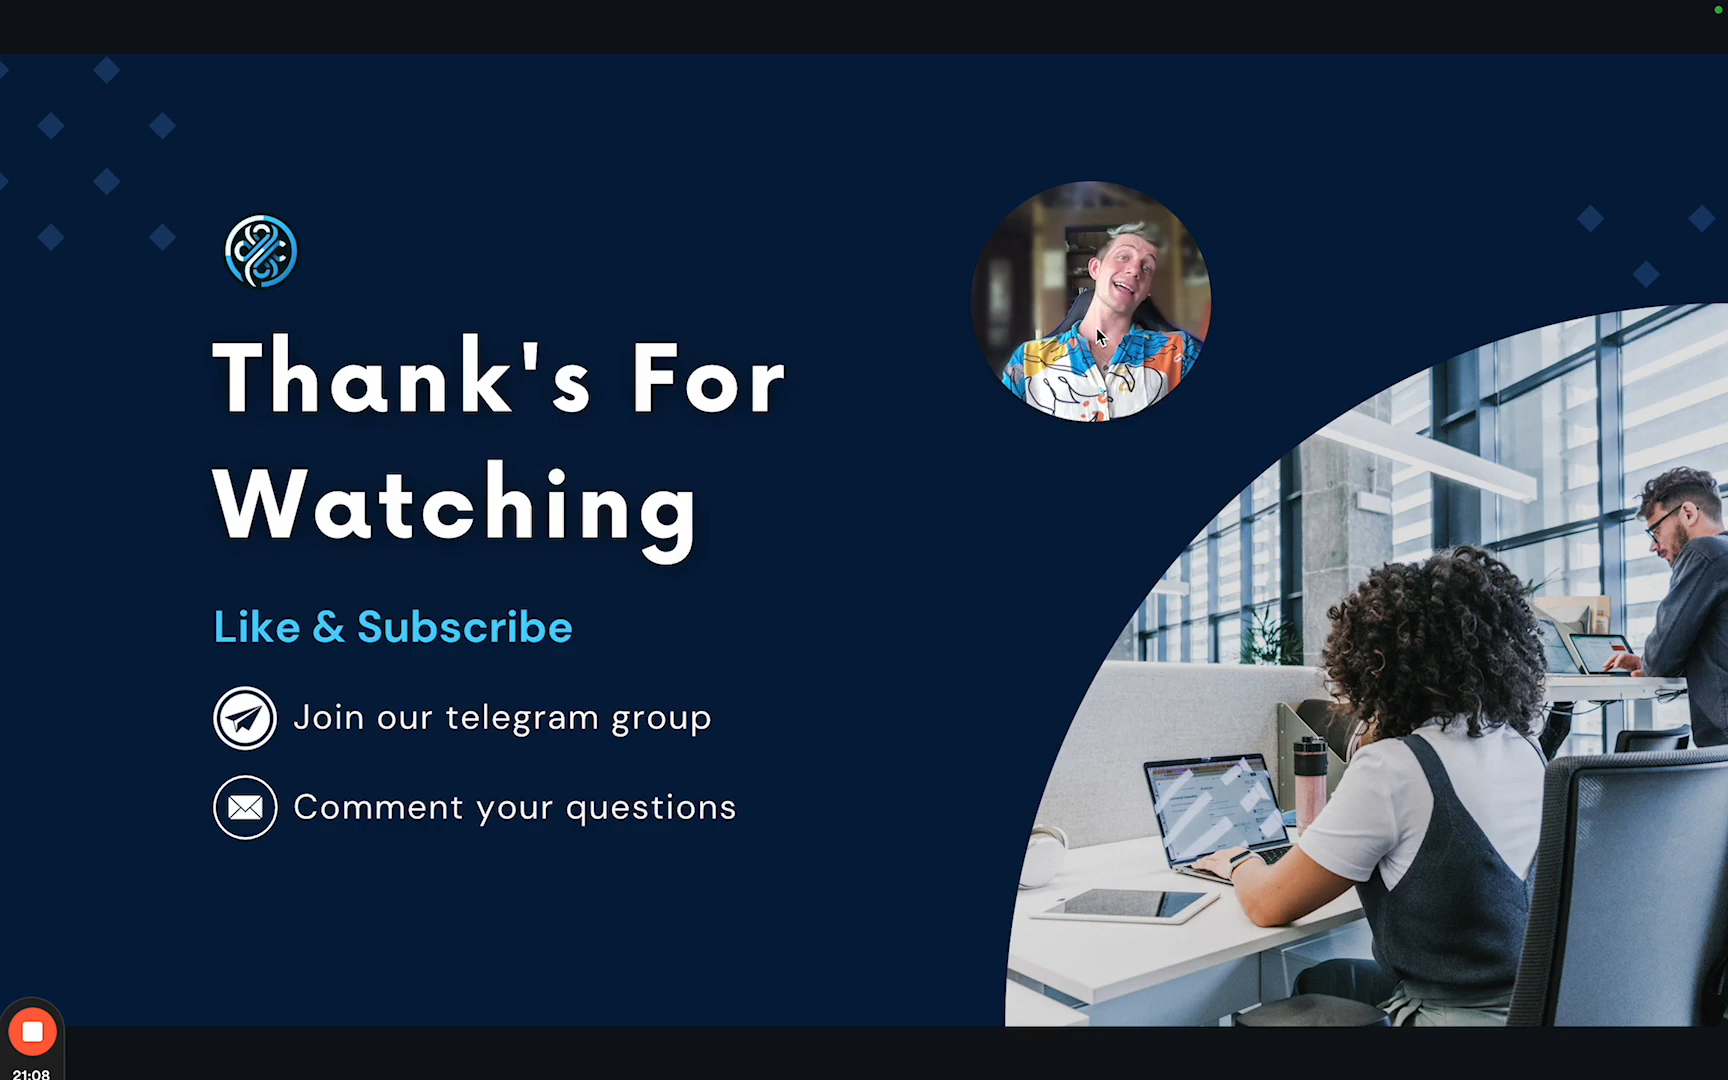 Thank's For
Watching
Like & Subscribe
Join our telegram group
Comment your questions
21:08